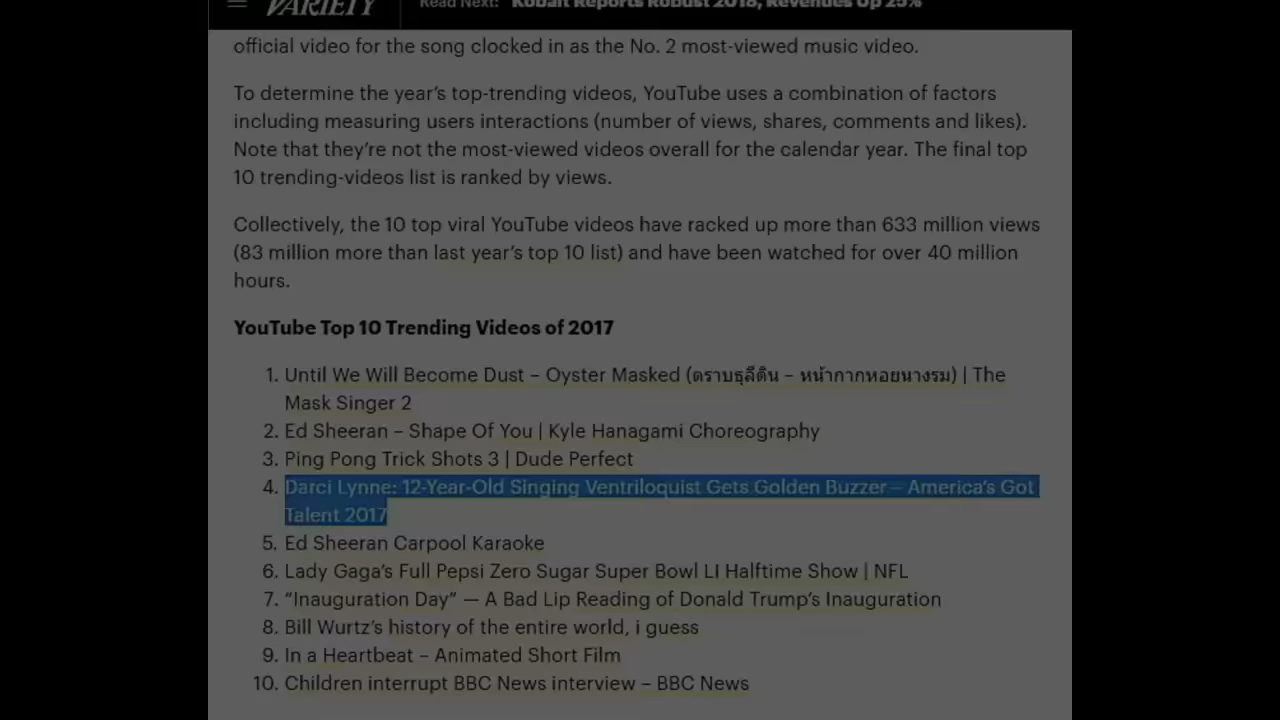 VARIETY
Read Next: Kobalt Reports Robust 2018, Revenues Up 25%
official video for the song clocked in as the No. 2 most-viewed music video.
To determine the year’s top-trending videos, YouTube uses a combination of factors
including measuring users interactions (number of views, shares, comments and likes).
Note that they’re not the most-viewed videos overall for the calendar year. The final top
10 trending-videos list is ranked by views.
Collectively, the 10 top viral YouTube videos have racked up more than 633 million views
(83 million more than last year’s top 10 list) and have been watched for over 40 million
hours.
YouTube Top 10 Trending Videos of 2017
1. Until We Will Become Dust – Oyster Masked (ตราบธุลีดิน – หน้ากากหอยนางรม) | The
Mask Singer 2
2. Ed Sheeran – Shape Of You | Kyle Hanagami Choreography
3. Ping Pong Trick Shots 3 | Dude Perfect
4. Darci Lynne: 12-Year-Old Singing Ventriloquist Gets Golden Buzzer – America’s Got
Talent 2017
5. Ed Sheeran Carpool Karaoke
6. Lady Gaga’s Full Pepsi Zero Sugar Super Bowl LI Halftime Show | NFL
7. “Inauguration Day” — A Bad Lip Reading of Donald Trump’s Inauguration
8. Bill Wurtz’s history of the entire world, i guess
9. In a Heartbeat – Animated Short Film
10. Children interrupt BBC News interview – BBC News